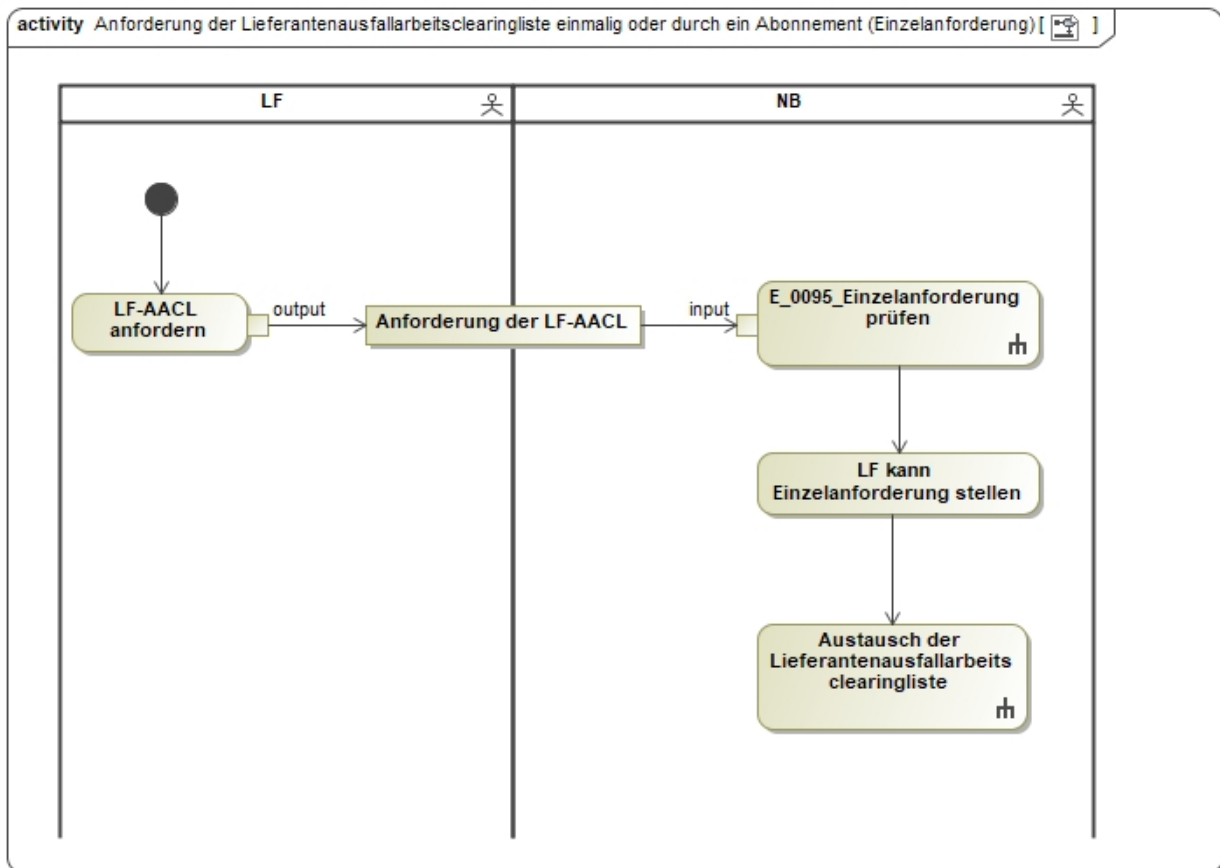 activity Anforderung der Lieferantenausfallarbeitsclearingliste einmalig oder durch ein Abonnement (Einzelanforderung) [ ]
LF
NB
LF-AACL
anfordern
output
Anforderung der LF-AACL
input
E_0095_Einzelanforderung
prüfen
LF kann
Einzelanforderung stellen
Austausch der
Lieferantenausfallarbeits
clearingliste